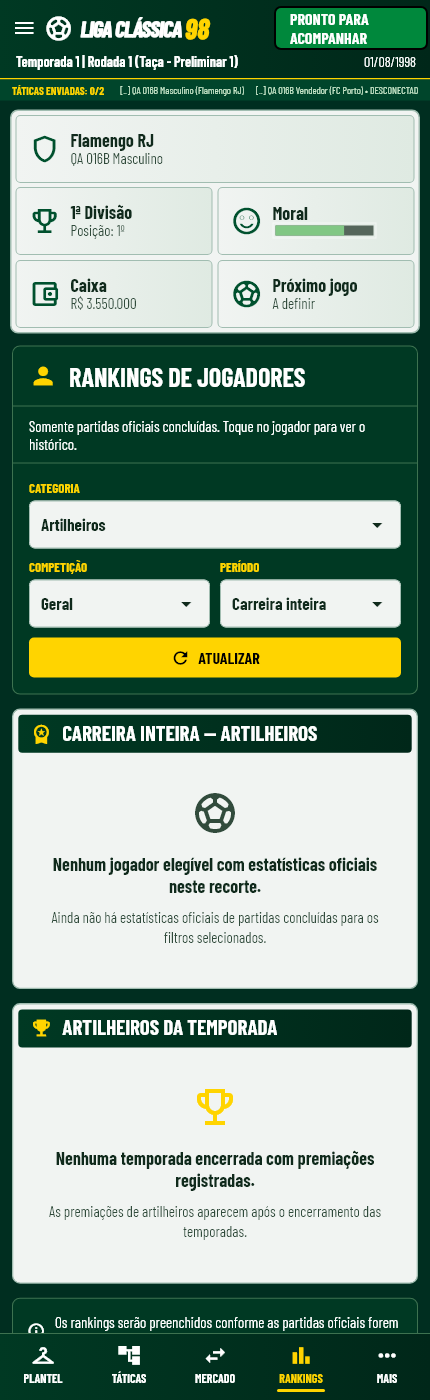 LIGA CLÁSSICA 98
PRONTO PARA
ACOMPANHAR
Temporada 1 | Rodada 1 (Taça - Preliminar 1)
01/08/1998
TÁTICAS ENVIADAS: 0/2
[..] QA 016B Masculino (Flamengo RJ)
[..] QA 016B Vendedor (FC Porto) • DESCONECTAD
Flamengo RJ
QA 016B Masculino
1ª Divisão
Posição: 1º
Moral
Caixa
R$ 3.550.000
Próximo jogo
A definir
RANKINGS DE JOGADORES
Somente partidas oficiais concluídas. Toque no jogador para ver o
histórico.
CATEGORIA
Artilheiros
COMPETIÇÃO
PERÍODO
Geral
Carreira inteira
ATUALIZAR
CARREIRA INTEIRA — ARTILHEIROS
Nenhum jogador elegível com estatísticas oficiais
neste recorte.
Ainda não há estatísticas oficiais de partidas concluídas para os
filtros selecionados.
ARTILHEIROS DA TEMPORADA
Nenhuma temporada encerrada com premiações
registradas.
As premiações de artilheiros aparecem após o encerramento das
temporadas.
Os rankings serão preenchidos conforme as partidas oficiais forem
PLANTEL
TÁTICAS
MERCADO
RANKINGS
MAIS